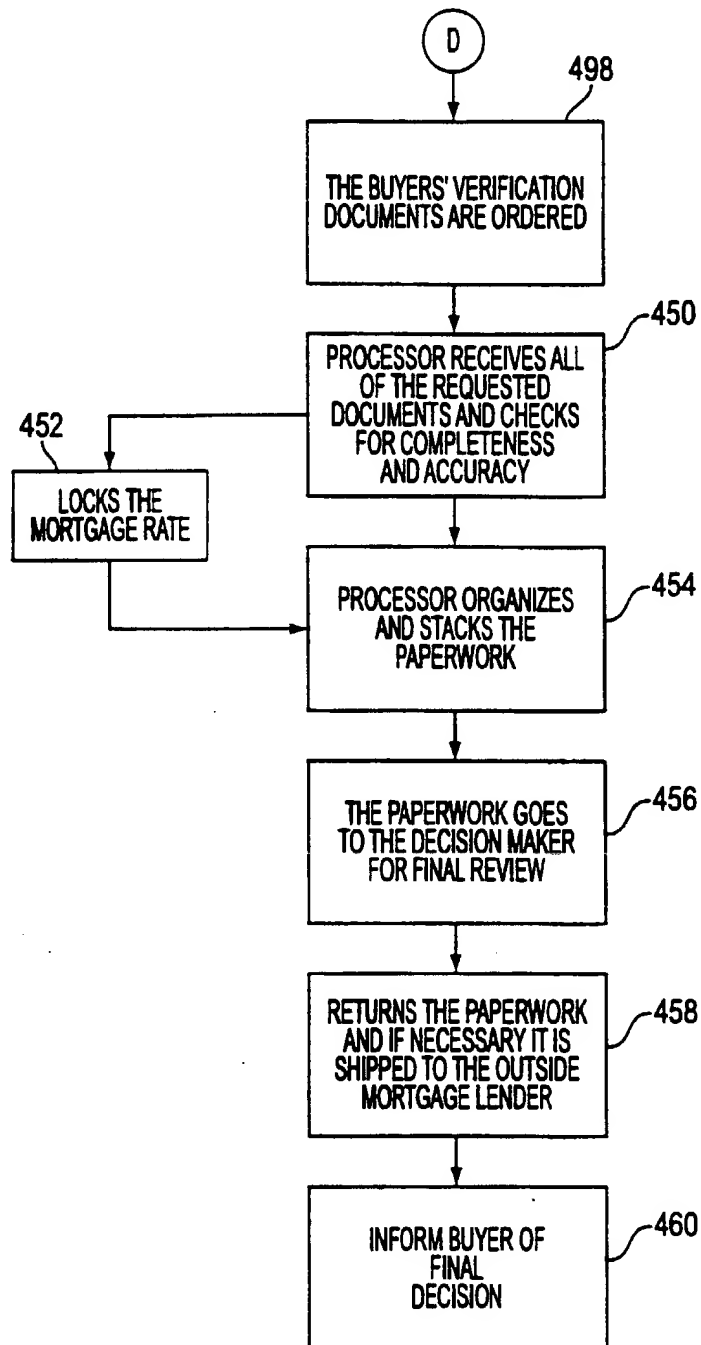 D
498
THE BUYERS' VERIFICATION
DOCUMENTS ARE ORDERED
450
PROCESSOR RECEIVES ALL
OF THE REQUESTED
DOCUMENTS AND CHECKS
FOR COMPLETENESS
AND ACCURACY
452
LOCKS THE
MORTGAGE RATE
454
PROCESSOR ORGANIZES
AND STACKS THE
PAPERWORK
456
THE PAPERWORK GOES
TO THE DECISION MAKER
FOR FINAL REVIEW
458
RETURNS THE PAPERWORK
AND IF NECESSARY IT IS
SHIPPED TO THE OUTSIDE
MORTGAGE LENDER
460
INFORM BUYER OF
FINAL
DECISION